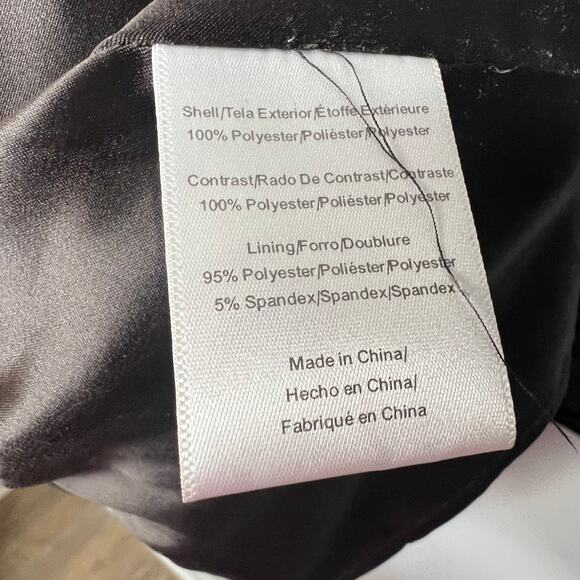 Shell/Tela Exterior/Étoffe Extérieure
100% Polyester/Poliéster/Polyester
Contrast/Rado De Contrast/Contraste
100% Polyester/Poliéster/Polyester
Lining/Forro/Doublure
95% Polyester/Poliéster/Polyester
5% Spandex/Spandex/Spandex
Made in China/
Hecho en China/
Fabriqué en China